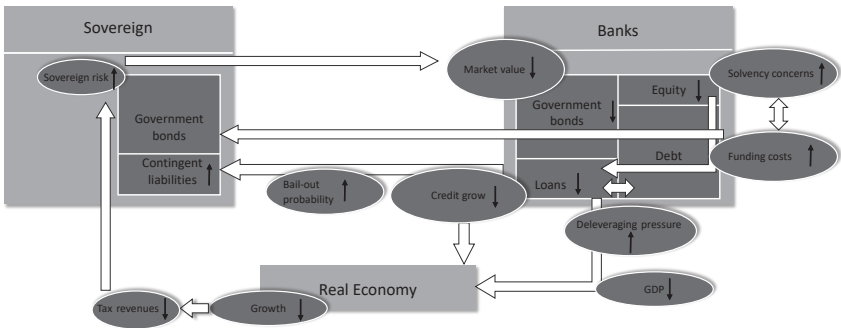 Sovereign
Banks
Sovereign risk
Market value
Solvency concerns
Equity
Government
bonds
Government
bonds
Contingent
liabilities
Debt
Funding costs
Loans
Bail-out
probability
Credit grow
Deleveraging pressure
Real Economy
GDP
Tax revenues
Growth